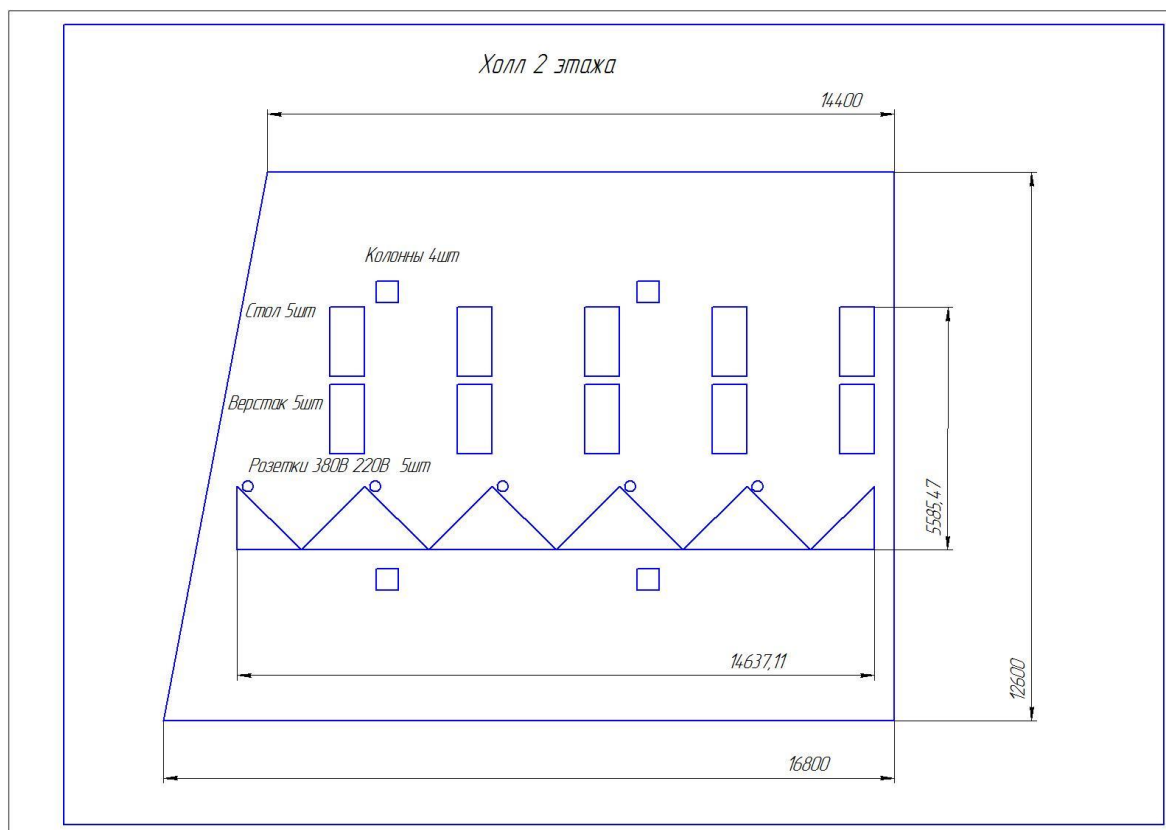 Холл 2 этажа
14400
Колонны 4шт
Стол 5шт
Верстак 5шт
Розетки 380В 220В 5шт
5585,47
14637,11
12600
16800